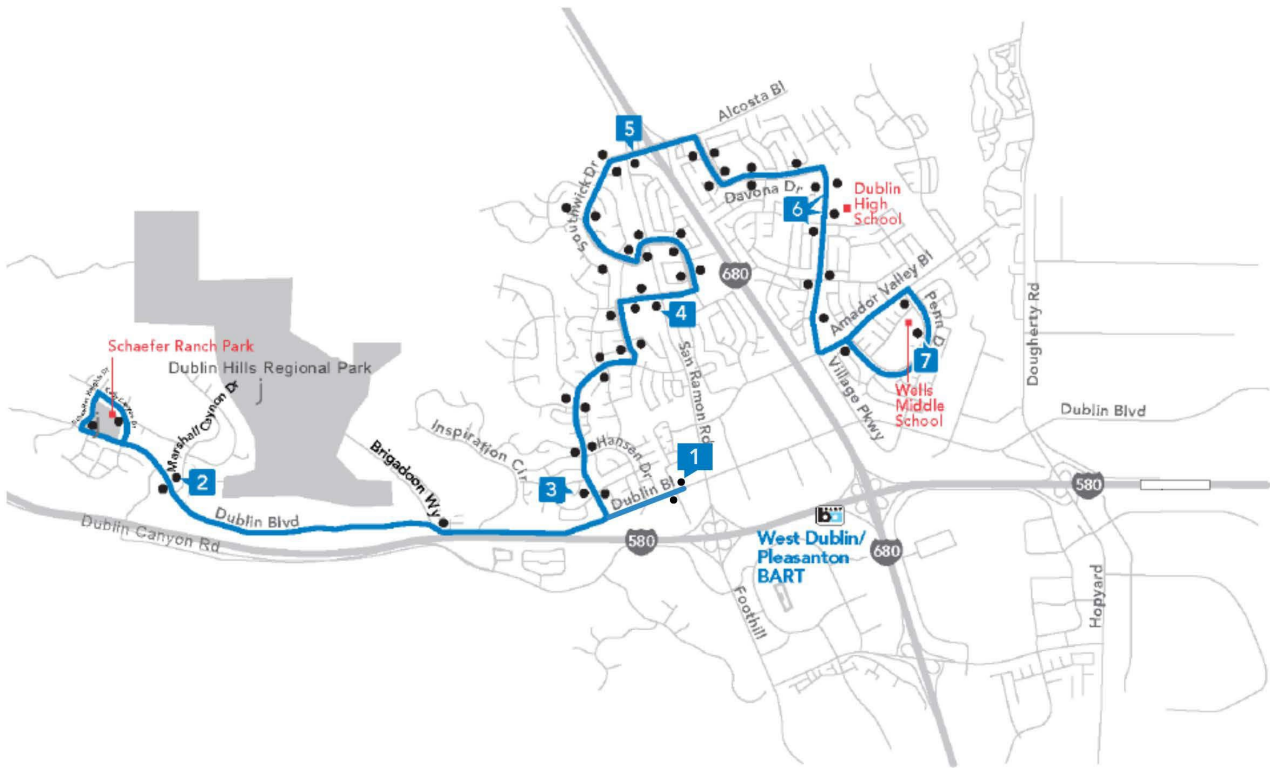 Alcosta Bl
5
Southwick Dr
Davona Dr
6
Dublin
High
School
680
Amador Valley Bl
Penn D
Dougherty Rd
4
7
Schaefer Ranch Park
Dublin Hills Regional Park
j
Marshall/Cwynon Dr
San Ramon Rd
Village Pkwy
Wells
Middle
School
Dublin Blvd
Inspiration Cir
Brigadoon Wy
Hansen Dr
1
2
3
Dublin Bl
580
Dublin Blvd
Dublin Canyon Rd
580
BART
ba
West Dublin/
Pleasanton
BART
680
Foothill
Hopyard